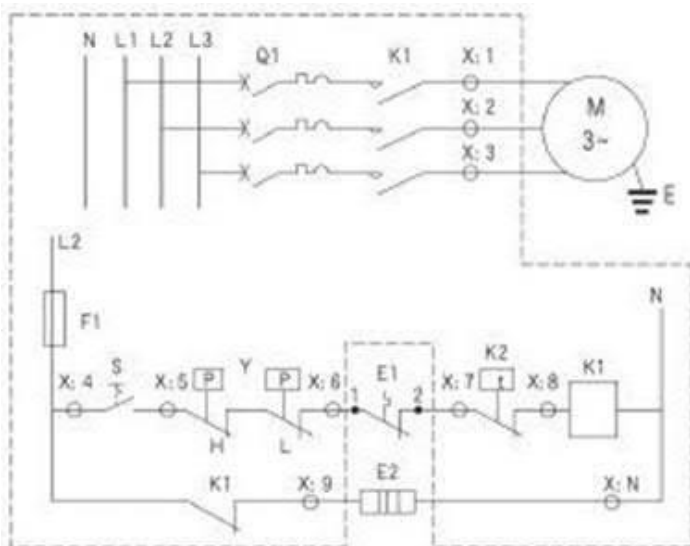 N L1 L2 L3 Q1 K1 X:1
X:2
X:3
M
3~
E
L2
F1
N
S Y E1 K2 K1
X:4 X:5 P P X:6 1 2 X:7 t X:8
H L
K1 X:9 E2 X:N